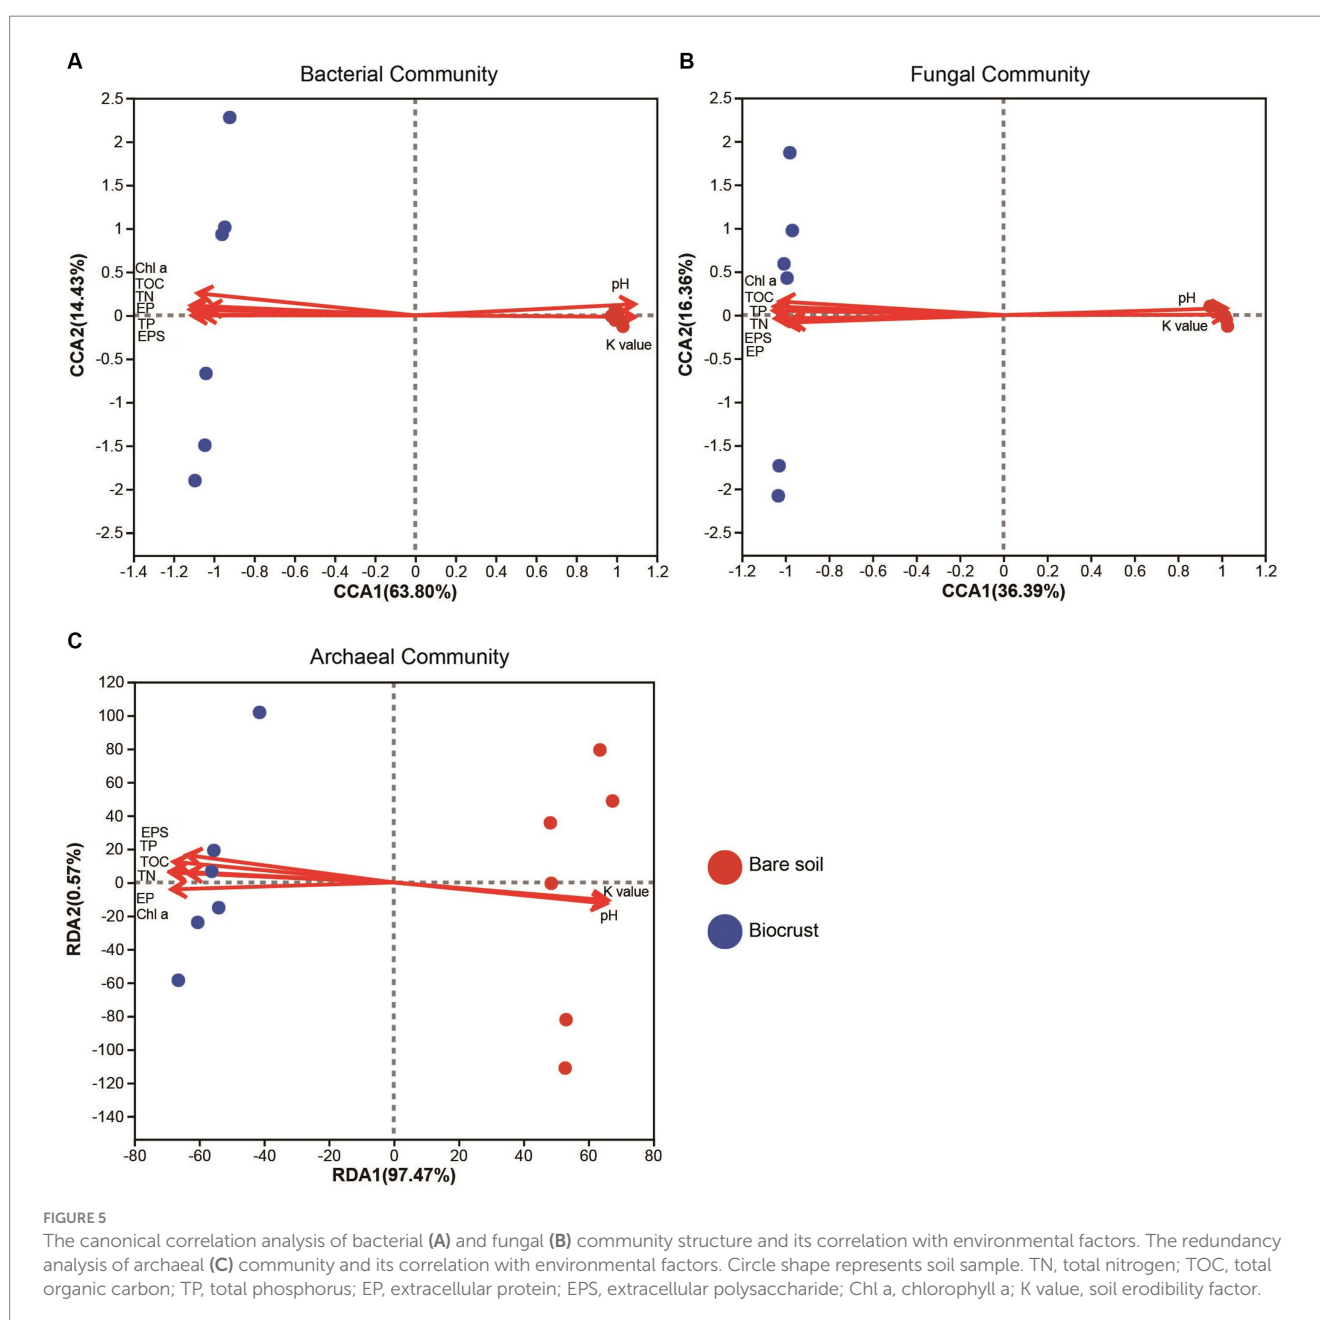 A
Bacterial Community
2.5
2
1.5
1
0.5
0
-0.5
-1
-1.5
-2
-2.5
CCA2(14.43%)
Chl a
TOC
TN
EP
TP
EPS
pH
K value
-1.4 -1.2 -1 -0.8 -0.6 -0.4 -0.2 0 0.2 0.4 0.6 0.8 1 1.2
CCA1(63.80%)
B
Fungal Community
2.5
2
1.5
1
0.5
0
-0.5
-1
-1.5
-2
-2.5
CCA2(16.36%)
Chl a
TOC
TP
TN
EPS
EP
pH
K value
-1.2 -1 -0.8 -0.6 -0.4 -0.2 0 0.2 0.4 0.6 0.8 1 1.2
CCA1(36.39%)
C
Archaeal Community
120
100
80
60
40
20
0
-20
-40
-60
-80
-100
-120
-140
RDA2(0.57%)
EPS
TP
TOC
TN
EP
Chl a
K value
pH
-80 -60 -40 -20 0 20 40 60 80
RDA1(97.47%)
Bare soil
Biocrust
FIGURE 5
The canonical correlation analysis of bacterial (A) and fungal (B) community structure and its correlation with environmental factors. The redundancy
analysis of archaeal (C) community and its correlation with environmental factors. Circle shape represents soil sample. TN, total nitrogen; TOC, total
organic carbon; TP, total phosphorus; EP, extracellular protein; EPS, extracellular polysaccharide; Chl a, chlorophyll a; K value, soil erodibility factor.